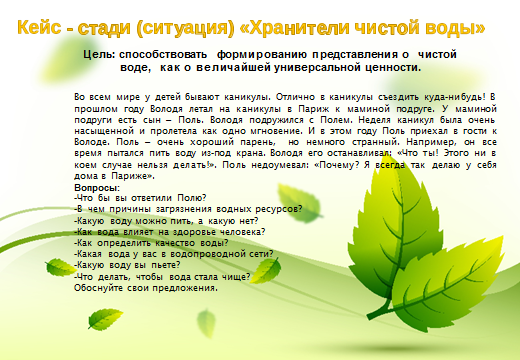 Кейс - стади (ситуация) «Хранители чистой воды»
Цель: способствовать формированию представления о чистой
воде, как о величайшей универсальной ценности.
Во всем мире у детей бывают каникулы. Отлично в каникулы съездить куда-нибудь! В
прошлом году Володя летал на каникулы в Париж к маминой подруге. У маминой
подруги есть сын – Поль. Володя подружился с Полем. Неделя каникул была очень
насыщенной и пролетела как одно мгновение. И в этом году Поль приехал в гости к
Володе. Поль – очень хороший парень, но немного странный. Например, он все
время пытался пить воду из-под крана. Володя его останавливал: «Что ты! Этого ни в
коем случае нельзя делать!». Поль недоумевал: «Почему? Я всегда так делаю у себя
дома в Париже».
Вопросы:
-Что бы вы ответили Полю?
-В чем причины загрязнения водных ресурсов?
-Какую воду можно пить, а какую нет?
-Как вода влияет на здоровье человека?
-Как определить качество воды?
-Какая вода у вас в водопроводной сети?
-Какую воду вы пьете?
-Что делать, чтобы вода стала чище?
Обоснуйте свои предложения.